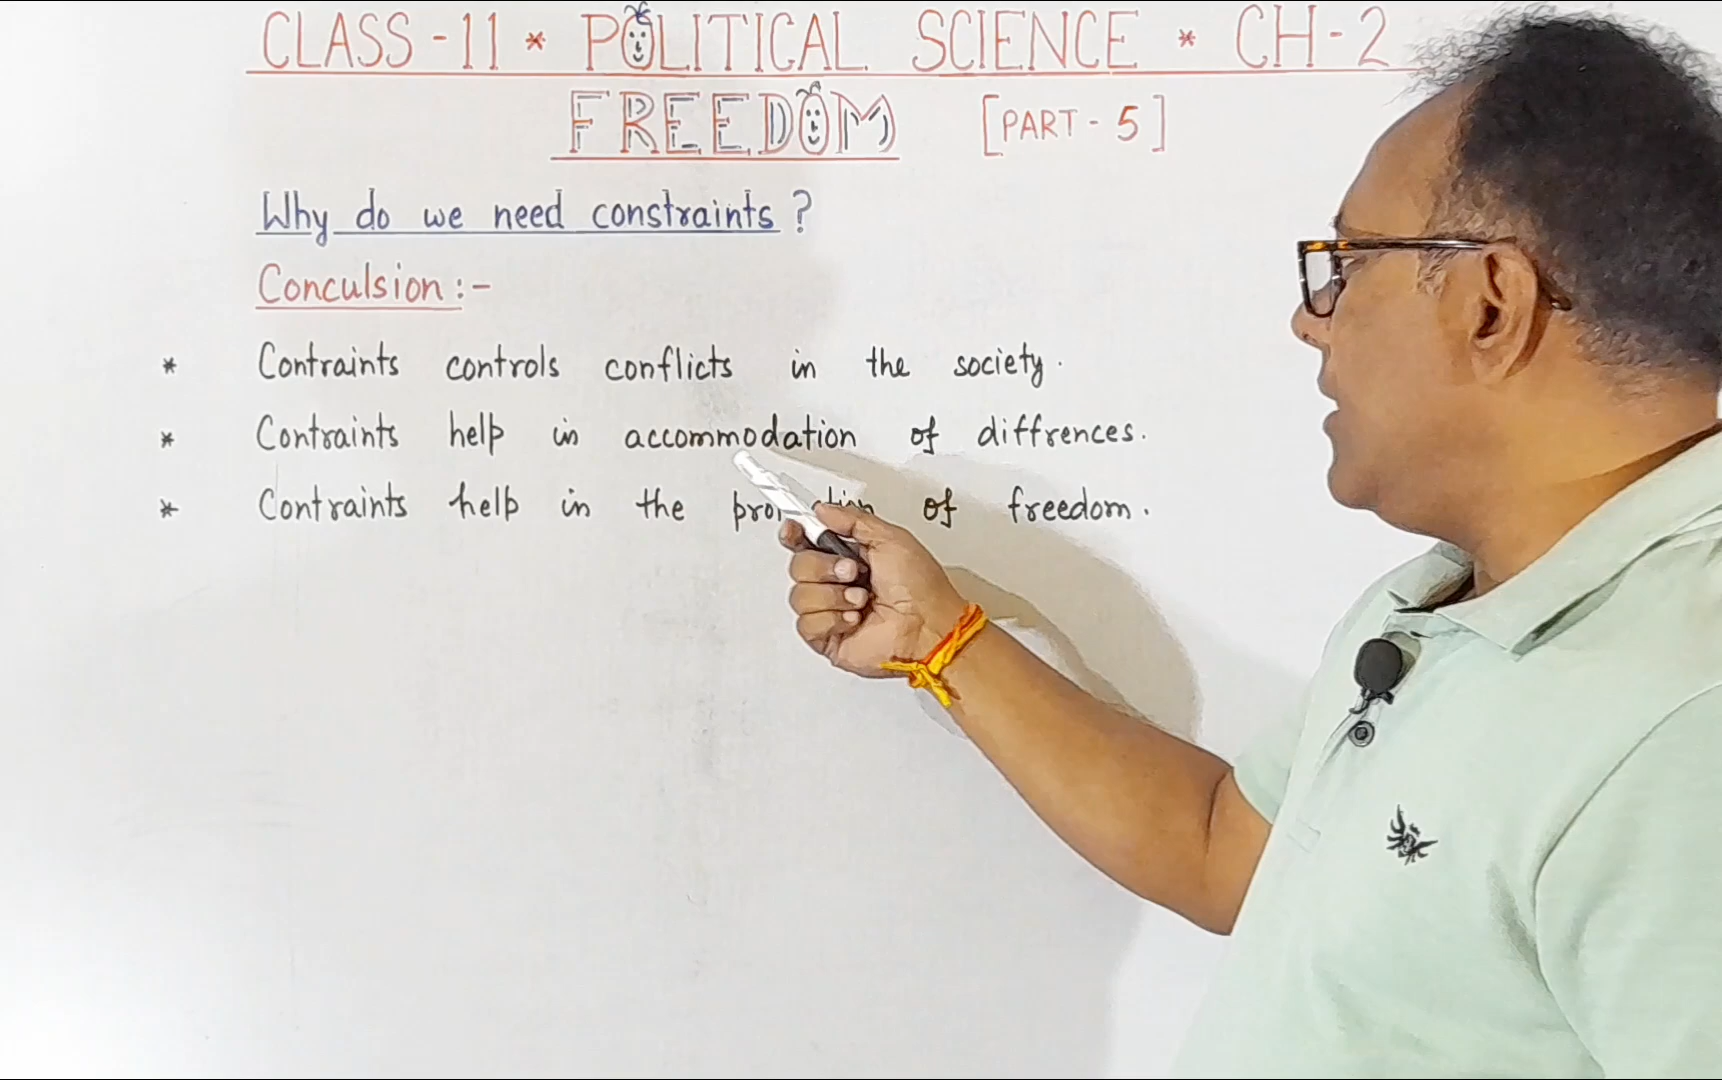 CLASS-11 * POLITICAL SCIENCE * CH-2
FREEDOM [PART-5]
Why do we need constraints?
Conculsion:-
* Contraints controls conflicts in the society.
* Contraints help in accommodation of diffrences.
* Contraints help in the of freedom.